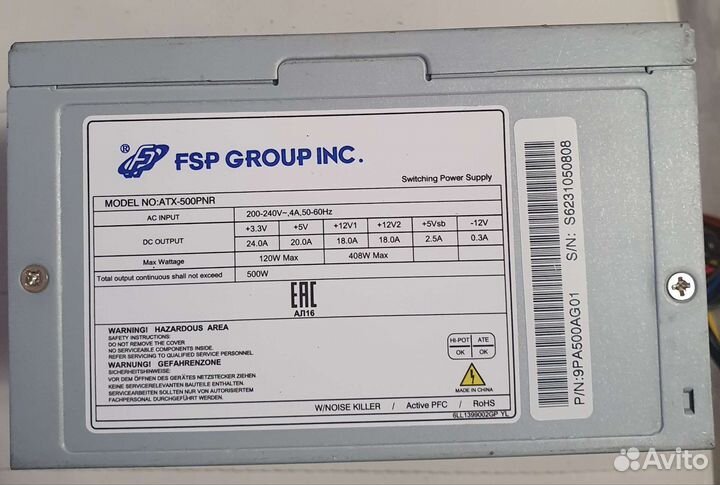 ® FSP GROUP INC.
Switching Power Supply
MODEL NO:ATX-500PNR
AC INPUT 200-240V~,4A,50-60Hz
DC OUTPUT +3.3V +5V +12V1 +12V2 +5Vsb -12V
24.0A 20.0A 18.0A 18.0A 2.5A 0.3A
Max Wattage 120W Max 408W Max
Total output continuous shall not exceed 500W
EAC
АЛ16
WARNING! HAZARDOUS AREA
SAFETY INSTRUCTIONS:
DO NOT REMOVE THE COVER
NO SERVICEABLE COMPONENTS INSIDE.
REFER SERVICING TO QUALIFIED SERVICE PERSONNEL
WARNUNG! GEFAHRENZONE
SICHERHEITSHINWEISE:
VOR DEM ÖFFNEN DES GERÄTES NETZSTECKER ZIEHEN
KEINE SERVICERELEVANTEN BAUTEILE ENTHALTEN.
SERVICEARBEITEN SOLLTEN NUR VON AUTORISIERTEM
FACHPERSONAL DURCHGEFÜHRT WERDEN!
HI-POT ATE
OK OK
MADE IN CHINA
W/NOISE KILLER / Active PFC / RoHS
6LL1399002GP YL
P/N:9PA500AG01 S/N: S6231050808
Avito